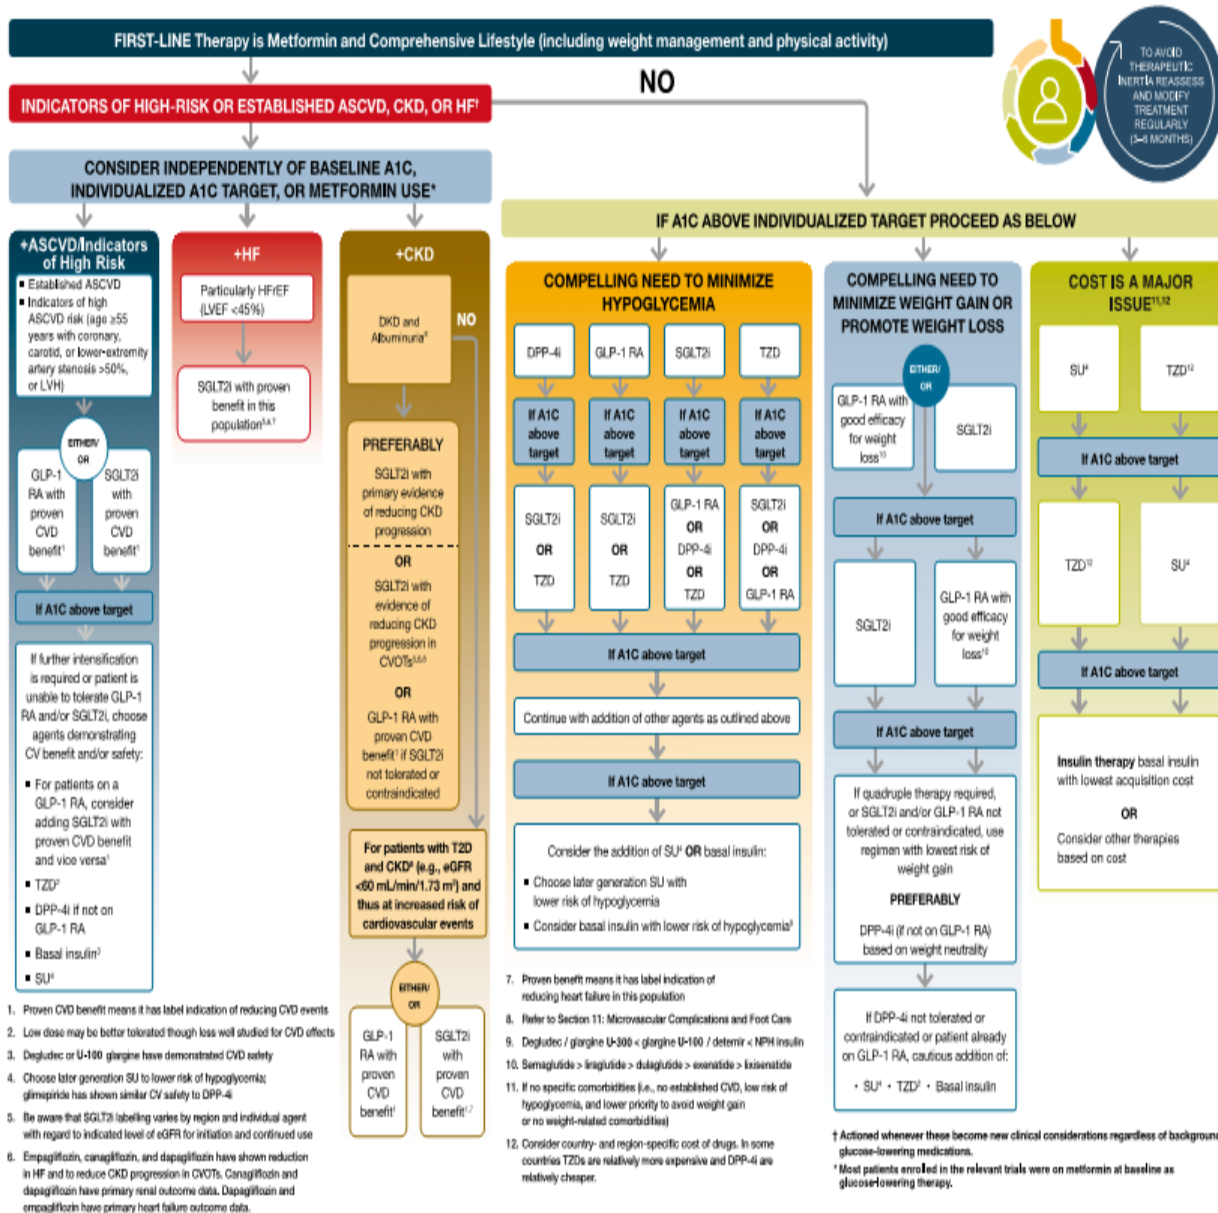 FIRST-LINE Therapy is Metformin and Comprehensive Lifestyle (including weight management and physical activity)
TO AVOID
THERAPEUTIC
INERTIA REASSESS
AND MODIFY
TREATMENT
REGULARLY
(3–6 MONTHS)
INDICATORS OF HIGH-RISK OR ESTABLISHED ASCVD, CKD, OR HF†
NO
CONSIDER INDEPENDENTLY OF BASELINE A1C,
INDIVIDUALIZED A1C TARGET, OR METFORMIN USE*
IF A1C ABOVE INDIVIDUALIZED TARGET PROCEED AS BELOW
+ASCVD/Indicators
of High Risk
▪ Established ASCVD
▪ Indicators of high
ASCVD risk (age ≥55
years with coronary,
carotid, or lower-extremity
artery stenosis >50%,
or LVH)
EITHER/
OR
GLP-1
RA with
proven
CVD
benefit¹
SGLT2i
with
proven
CVD
benefit¹
If A1C above target
If further intensification
is required or patient is
unable to tolerate GLP-1
RA and/or SGLT2i, choose
agents demonstrating
CV benefit and/or safety:
▪ For patients on a
GLP-1 RA, consider
adding SGLT2i with
proven CVD benefit
and vice versa¹
▪ TZD²
▪ DPP-4i if not on
GLP-1 RA
▪ Basal insulin³
▪ SU⁴
+HF
Particularly HFrEF
(LVEF <45%)
SGLT2i with proven
benefit in this
population⁵,⁶,⁷
+CKD
DKD and
Albuminuria⁸
NO
PREFERABLY
SGLT2i with
primary evidence
of reducing CKD
progression
OR
SGLT2i with
evidence of
reducing CKD
progression in
CVOTs⁵,⁶,⁸
OR
GLP-1 RA with
proven CVD
benefit¹ if SGLT2i
not tolerated or
contraindicated
For patients with T2D
and CKD⁸ (e.g., eGFR
<60 mL/min/1.73 m²) and
thus at increased risk of
cardiovascular events
EITHER/
OR
GLP-1
RA with
proven
CVD
benefit¹
SGLT2i
with
proven
CVD
benefit¹,⁷
COMPELLING NEED TO MINIMIZE
HYPOGLYCEMIA
DPP-4i
GLP-1 RA
SGLT2i
TZD
If A1C
above
target
If A1C
above
target
If A1C
above
target
If A1C
above
target
SGLT2i
OR
TZD
SGLT2i
OR
TZD
GLP-1 RA
OR
DPP-4i
OR
TZD
SGLT2i
OR
DPP-4i
OR
GLP-1 RA
If A1C above target
Continue with addition of other agents as outlined above
If A1C above target
Consider the addition of SU⁴ OR basal insulin:
▪ Choose later generation SU with
lower risk of hypoglycemia
▪ Consider basal insulin with lower risk of hypoglycemia⁹
COMPELLING NEED TO
MINIMIZE WEIGHT GAIN OR
PROMOTE WEIGHT LOSS
EITHER/
OR
GLP-1 RA with
good efficacy
for weight
loss¹⁰
SGLT2i
If A1C above target
SGLT2i
GLP-1 RA with
good efficacy
for weight
loss¹⁰
If A1C above target
If quadruple therapy required,
or SGLT2i and/or GLP-1 RA not
tolerated or contraindicated, use
regimen with lowest risk of
weight gain
PREFERABLY
DPP-4i (if not on GLP-1 RA)
based on weight neutrality
If DPP-4i not tolerated or
contraindicated or patient already
on GLP-1 RA, cautious addition of:
• SU⁴ • TZD² • Basal insulin
COST IS A MAJOR
ISSUE¹¹,¹²
SU⁴
TZD¹²
If A1C above target
TZD¹²
SU⁴
If A1C above target
Insulin therapy basal insulin
with lowest acquisition cost
OR
Consider other therapies
based on cost
1. Proven CVD benefit means it has label indication of reducing CVD events
2. Low dose may be better tolerated though less well studied for CVD effects
3. Degludec or U-100 glargine have demonstrated CVD safety
4. Choose later generation SU to lower risk of hypoglycemia;
glimepiride has shown similar CV safety to DPP-4i
5. Be aware that SGLT2i labelling varies by region and individual agent
with regard to indicated level of eGFR for initiation and continued use
6. Empagliflozin, canagliflozin, and dapagliflozin have shown reduction
in HF and to reduce CKD progression in CVOTs. Canagliflozin and
dapagliflozin have primary renal outcome data. Dapagliflozin and
empagliflozin have primary heart failure outcome data.
7. Proven benefit means it has label indication of
reducing heart failure in this population
8. Refer to Section 11: Microvascular Complications and Foot Care
9. Degludec / glargine U-300 < glargine U-100 / detemir < NPH insulin
10. Semaglutide > liraglutide > dulaglutide > exenatide > lixisenatide
11. If no specific comorbidities (i.e., no established CVD, low risk of
hypoglycemia, and lower priority to avoid weight gain
or no weight-related comorbidities)
12. Consider country- and region-specific cost of drugs. In some
countries TZDs are relatively more expensive and DPP-4i are
relatively cheaper.
† Actioned whenever these become new clinical considerations regardless of background
glucose-lowering medications.
* Most patients enrolled in the relevant trials were on metformin at baseline as
glucose-lowering therapy.